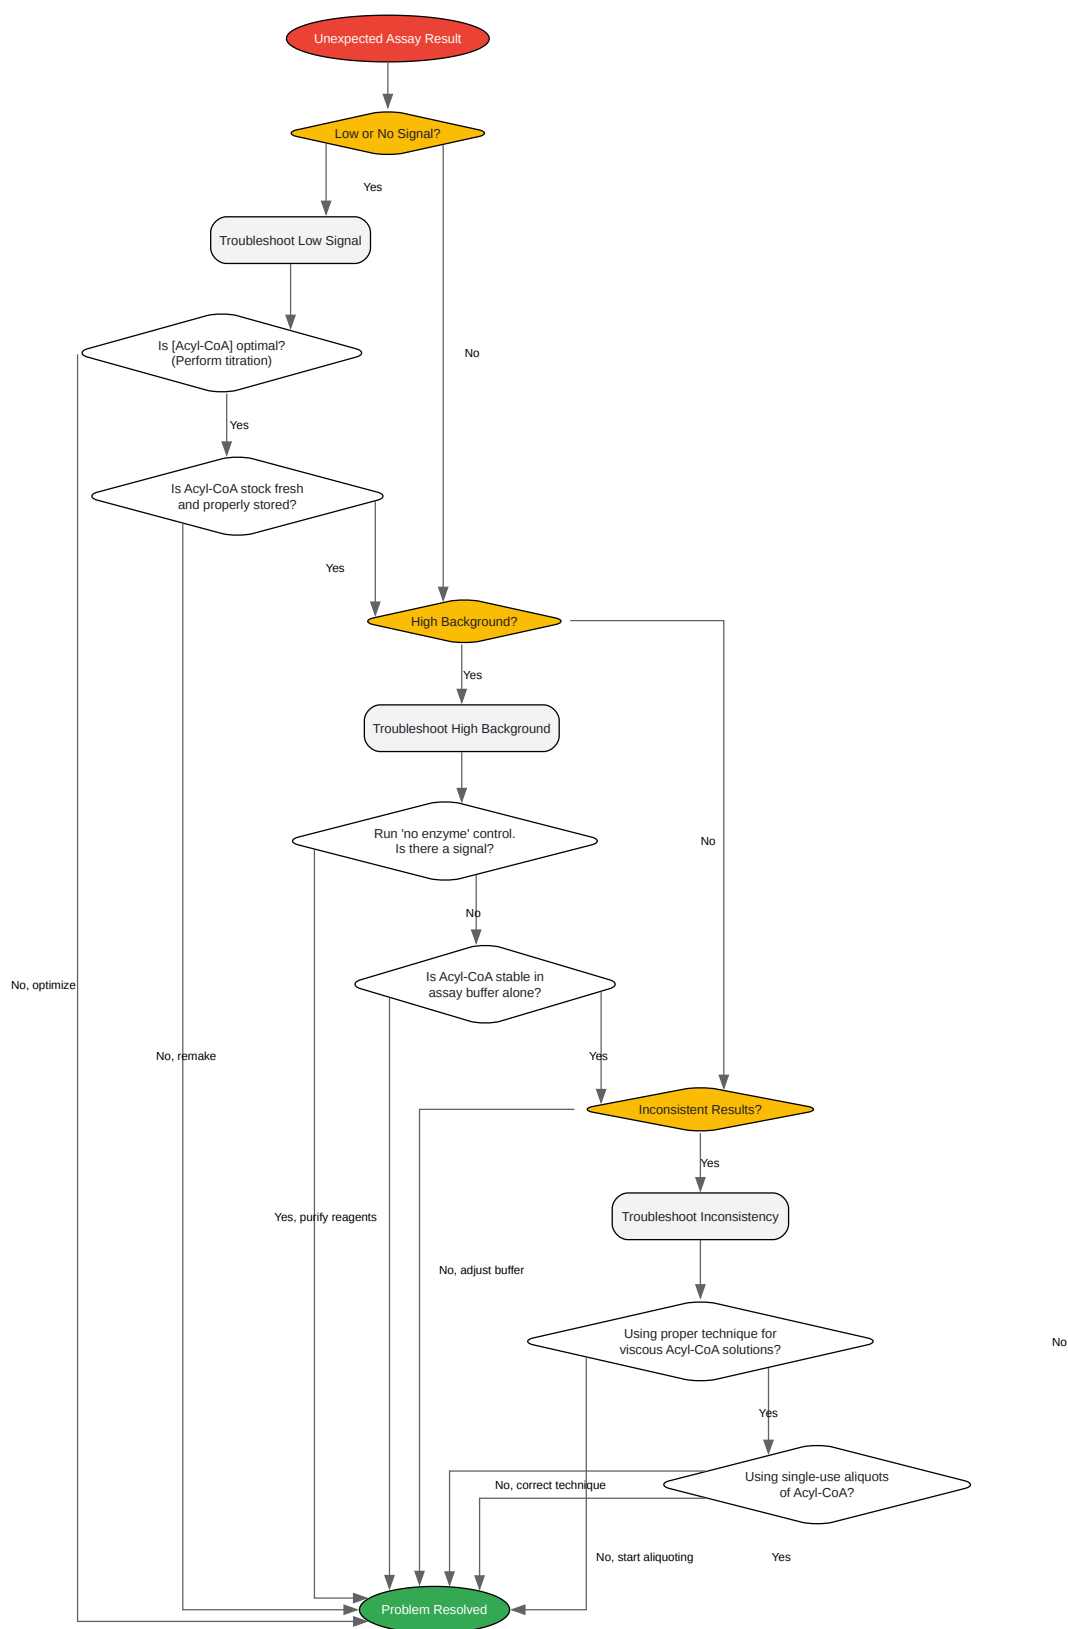 Unexpected Assay Result
Low or No Signal?
Yes
Troubleshoot Low Signal
Is [Acyl-CoA] optimal?
(Perform titration)
No
Yes
Is Acyl-CoA stock fresh
and properly stored?
Yes
High Background?
Yes
Troubleshoot High Background
Run 'no enzyme' control.
Is there a signal?
No
No
Is Acyl-CoA stable in
assay buffer alone?
No, optimize
No, remake
Yes
Inconsistent Results?
Yes
Troubleshoot Inconsistency
Yes, purify reagents
No, adjust buffer
Using proper technique for
viscous Acyl-CoA solutions?
No
Yes
Using single-use aliquots
of Acyl-CoA?
No, correct technique
No, start aliquoting
Yes
Problem Resolved